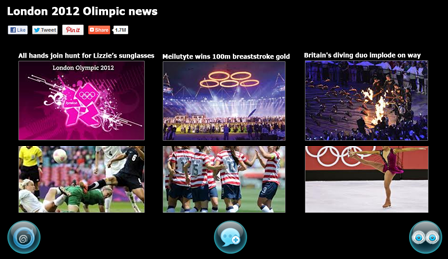 London 2012 Olimpic news
Like
Tweet
Pin it
Share
1.7M
All hands join hunt for Lizzie's sunglasses
Meilutyte wins 100m breaststroke gold
Britain's diving duo implode on way
London Olympic 2012